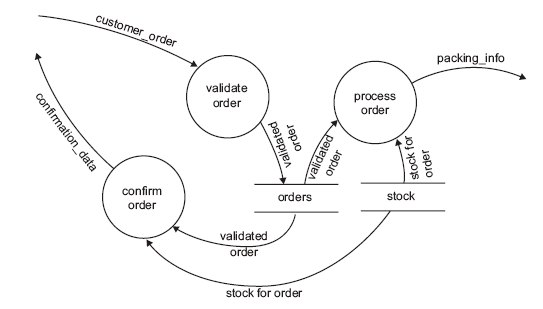 customer_order
packing_info
validate
order
process
order
confirmation_data
validated
order
validated
order
stock for
order
confirm
order
orders
stock
validated
order
stock for order